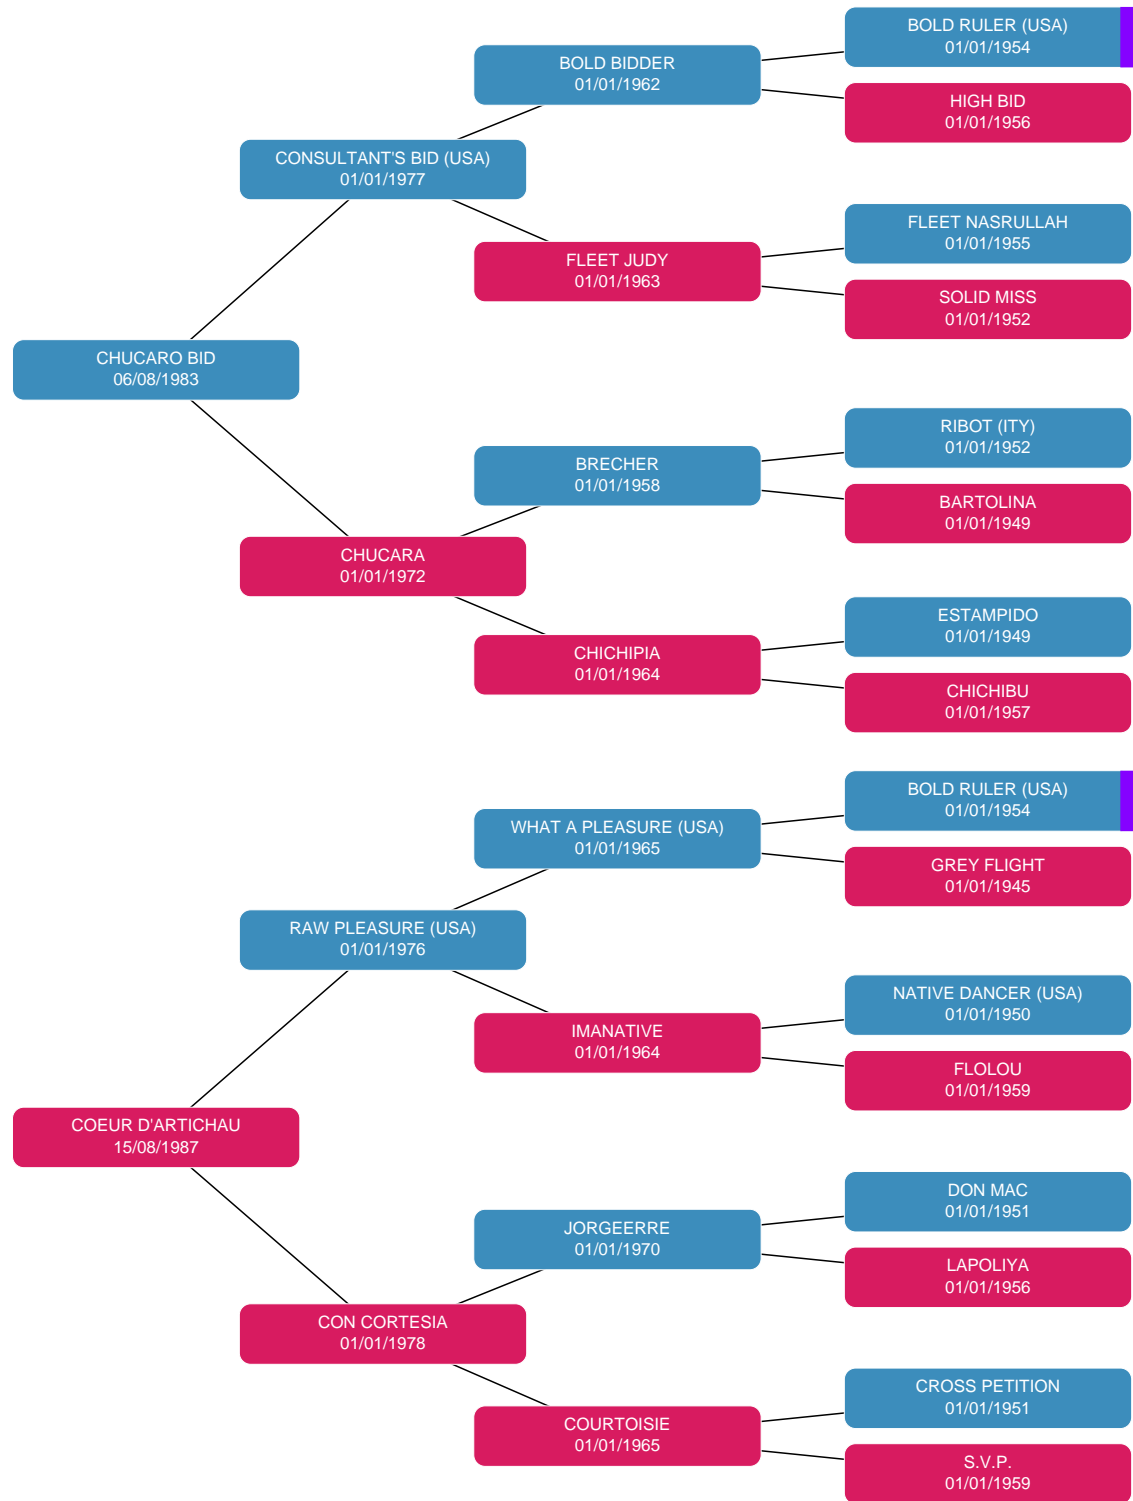 BOLD RULER (USA)
01/01/1954
BOLD BIDDER
01/01/1962
HIGH BID
01/01/1956
CONSULTANT'S BID (USA)
01/01/1977
FLEET NASRULLAH
01/01/1955
FLEET JUDY
01/01/1963
SOLID MISS
01/01/1952
CHUCARO BID
06/08/1983
RIBOT (ITY)
01/01/1952
BRECHER
01/01/1958
BARTOLINA
01/01/1949
CHUCARA
01/01/1972
ESTAMPIDO
01/01/1949
CHICHIPIA
01/01/1964
CHICHIBU
01/01/1957
BOLD RULER (USA)
01/01/1954
WHAT A PLEASURE (USA)
01/01/1965
GREY FLIGHT
01/01/1945
RAW PLEASURE (USA)
01/01/1976
NATIVE DANCER (USA)
01/01/1950
IMANATIVE
01/01/1964
FLOLOU
01/01/1959
COEUR D'ARTICHAU
15/08/1987
DON MAC
01/01/1951
JORGEERRE
01/01/1970
LAPOLIYA
01/01/1956
CON CORTESIA
01/01/1978
CROSS PETITION
01/01/1951
COURTOISIE
01/01/1965
S.V.P.
01/01/1959